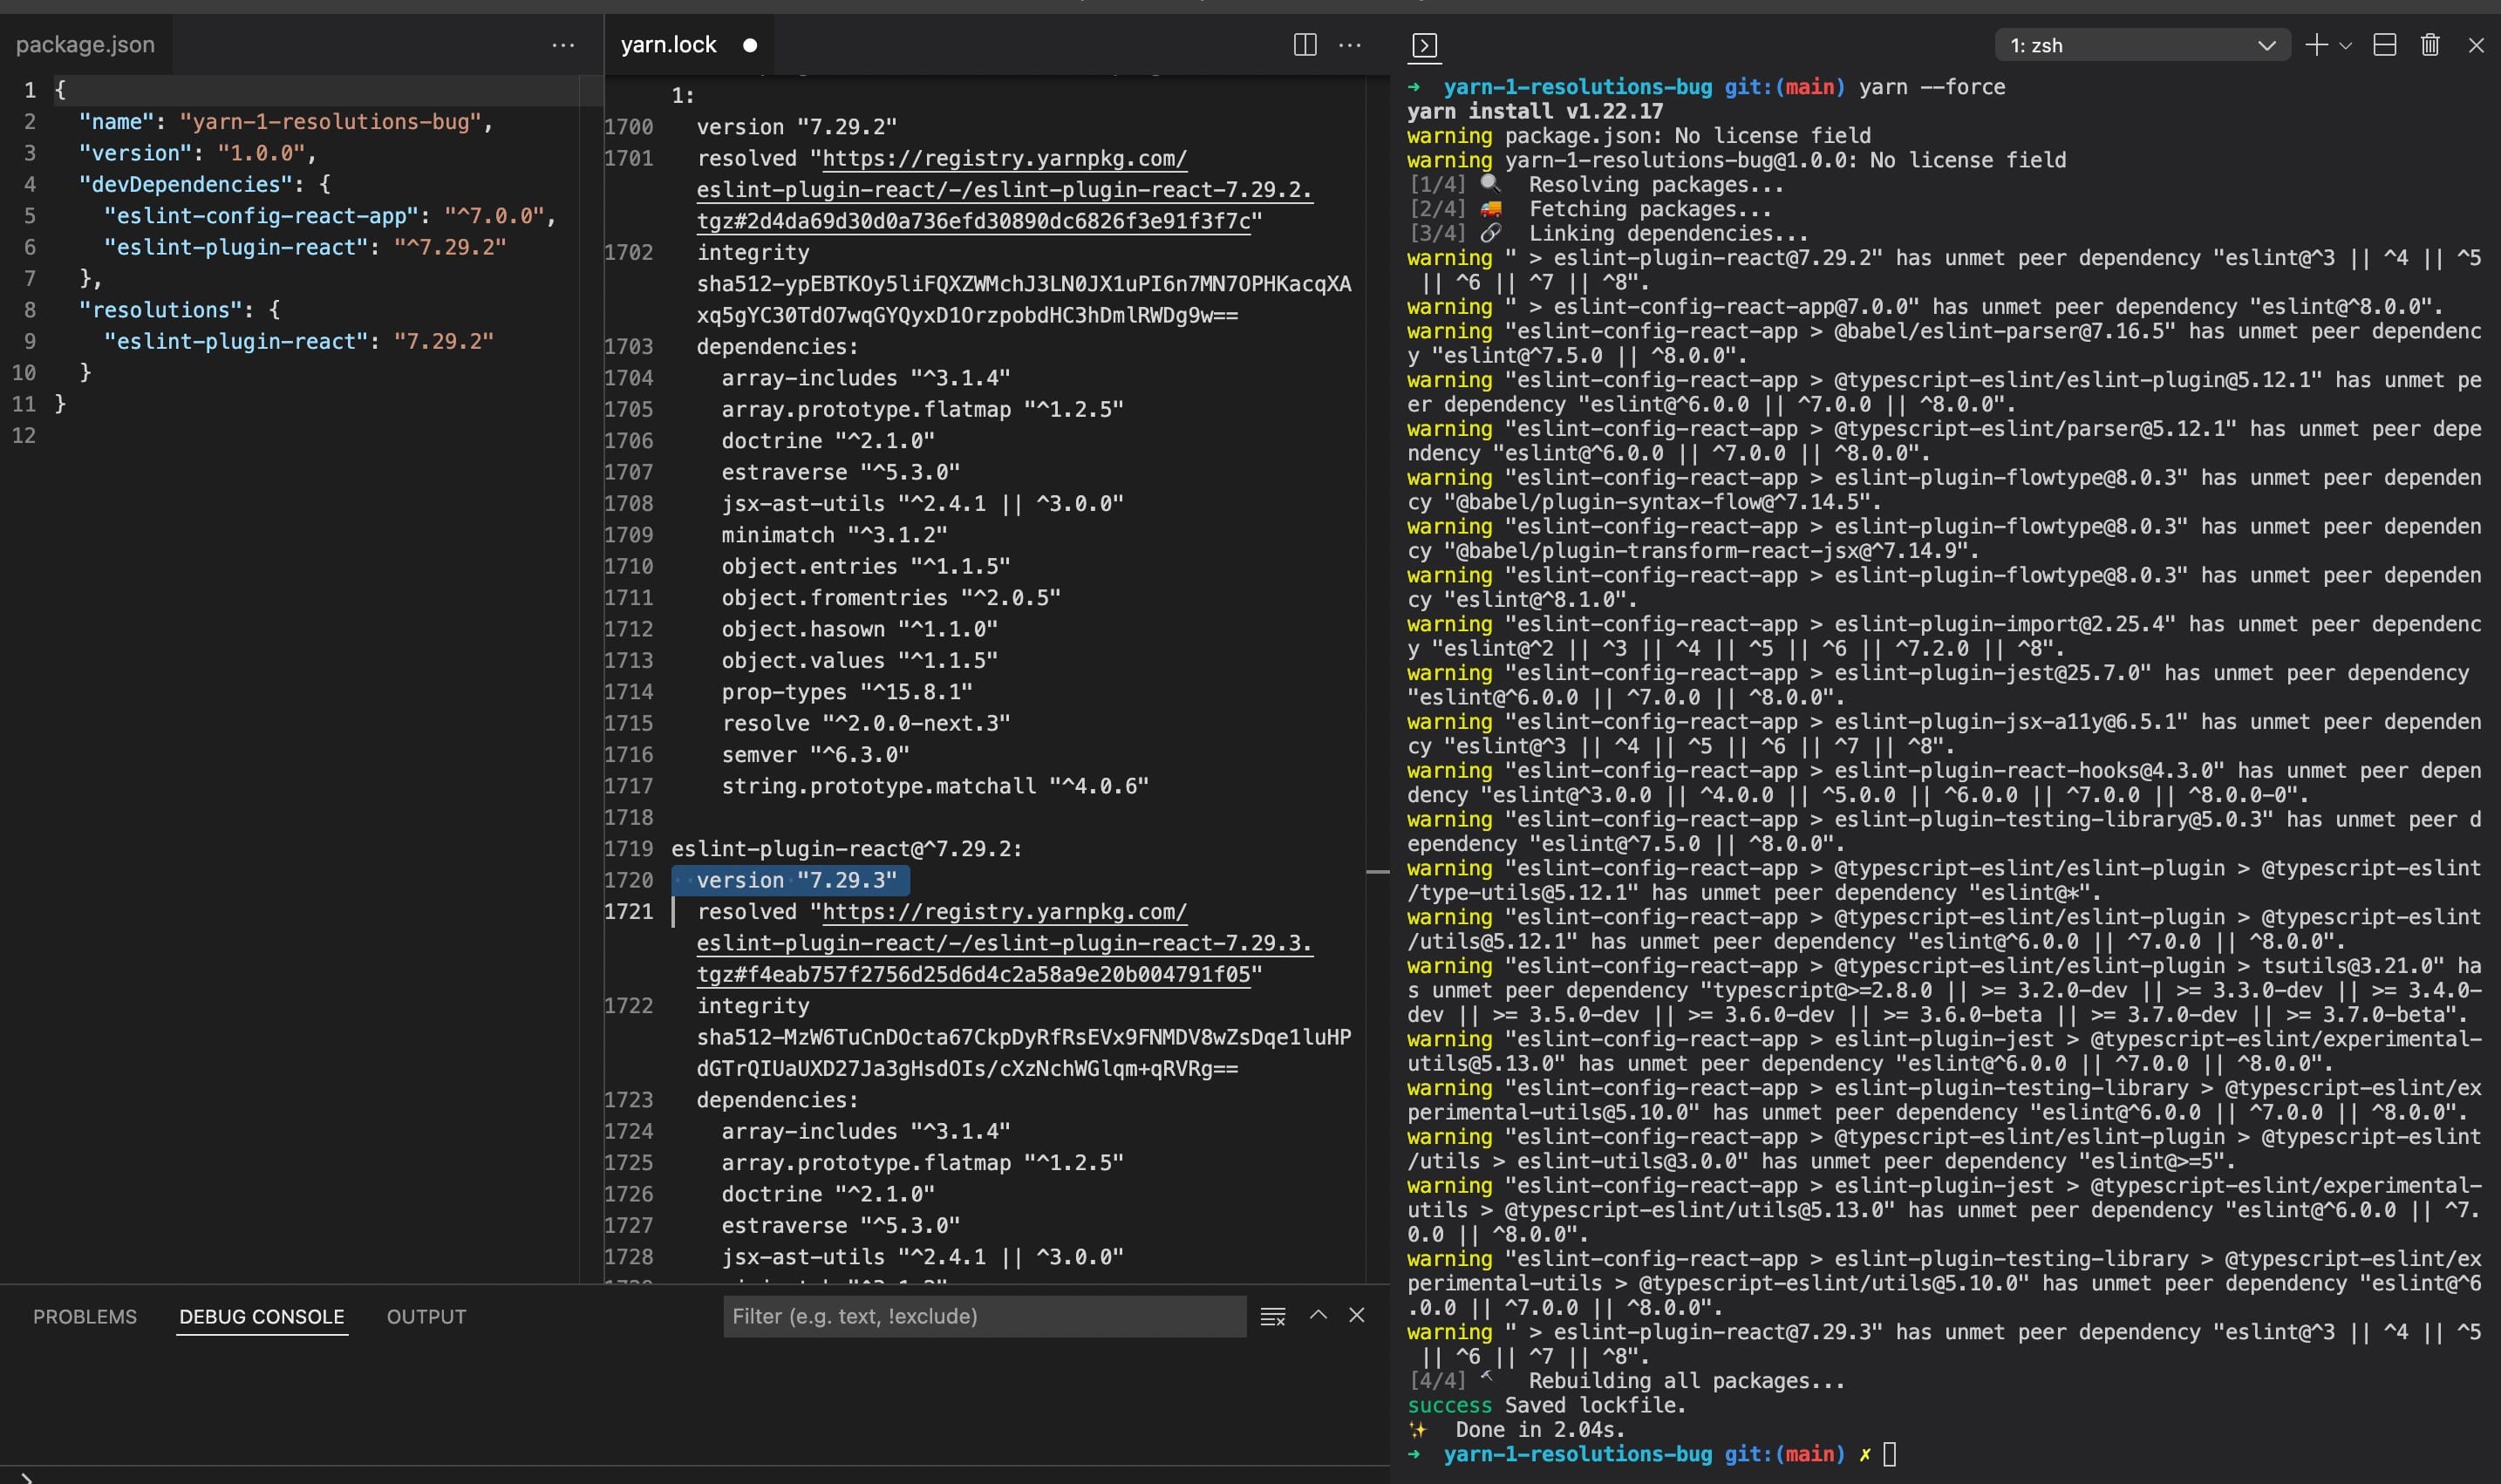 package.json
···
1 {
2 "name": "yarn-1-resolutions-bug",
3 "version": "1.0.0",
4 "devDependencies": {
5 "eslint-config-react-app": "^7.0.0",
6 "eslint-plugin-react": "^7.29.2"
7 },
8 "resolutions": {
9 "eslint-plugin-react": "7.29.2"
10 }
11 }
12
yarn.lock
···
1:
1700 version "7.29.2"
1701 resolved "https://registry.yarnpkg.com/
eslint-plugin-react/-/eslint-plugin-react-7.29.2.
tgz#2d4da69d30d0a736efd30890dc6826f3e91f3f7c"
1702 integrity
sha512-ypEBTKOy5liFQXZWMchJ3LN0JX1uPI6n7MN7OPHKacqXA
xq5gYC30TdO7wqGYQyxD1OrzpobdHC3hDmlRWDg9w==
1703 dependencies:
1704 array-includes "^3.1.4"
1705 array.prototype.flatmap "^1.2.5"
1706 doctrine "^2.1.0"
1707 estraverse "^5.3.0"
1708 jsx-ast-utils "^2.4.1 || ^3.0.0"
1709 minimatch "^3.1.2"
1710 object.entries "^1.1.5"
1711 object.fromentries "^2.0.5"
1712 object.hasown "^1.1.0"
1713 object.values "^1.1.5"
1714 prop-types "^15.8.1"
1715 resolve "^2.0.0-next.3"
1716 semver "^6.3.0"
1717 string.prototype.matchall "^4.0.6"
1718
1719 eslint-plugin-react@^7.29.2:
1720 version "7.29.3"
1721 resolved "https://registry.yarnpkg.com/
eslint-plugin-react/-/eslint-plugin-react-7.29.3.
tgz#f4eab757f2756d25d6d4c2a58a9e20b004791f05"
1722 integrity
sha512-MzW6TuCnDOcta67CkpDyRfRsEVx9FNMDV8wZsDqe1luHP
dGTrQIUaUXD27Ja3gHsdOIs/cXzNchWGlqm+qRVRg==
1723 dependencies:
1724 array-includes "^3.1.4"
1725 array.prototype.flatmap "^1.2.5"
1726 doctrine "^2.1.0"
1727 estraverse "^5.3.0"
1728 jsx-ast-utils "^2.4.1 || ^3.0.0"
PROBLEMS DEBUG CONSOLE OUTPUT
Filter (e.g. text, !exclude)
1: zsh
→ yarn-1-resolutions-bug git:(main) yarn --force
yarn install v1.22.17
warning package.json: No license field
warning yarn-1-resolutions-bug@1.0.0: No license field
[1/4] 🔍 Resolving packages...
[2/4] 🚚 Fetching packages...
[3/4] 🔗 Linking dependencies...
warning " > eslint-plugin-react@7.29.2" has unmet peer dependency "eslint@^3 || ^4 || ^5
|| ^6 || ^7 || ^8".
warning " > eslint-config-react-app@7.0.0" has unmet peer dependency "eslint@^8.0.0".
warning "eslint-config-react-app > @babel/eslint-parser@7.16.5" has unmet peer dependenc
y "eslint@^7.5.0 || ^8.0.0".
warning "eslint-config-react-app > @typescript-eslint/eslint-plugin@5.12.1" has unmet pe
er dependency "eslint@^6.0.0 || ^7.0.0 || ^8.0.0".
warning "eslint-config-react-app > @typescript-eslint/parser@5.12.1" has unmet peer depe
ndency "eslint@^6.0.0 || ^7.0.0 || ^8.0.0".
warning "eslint-config-react-app > eslint-plugin-flowtype@8.0.3" has unmet peer dependen
cy "@babel/plugin-syntax-flow@^7.14.5".
warning "eslint-config-react-app > eslint-plugin-flowtype@8.0.3" has unmet peer dependen
cy "@babel/plugin-transform-react-jsx@^7.14.9".
warning "eslint-config-react-app > eslint-plugin-flowtype@8.0.3" has unmet peer dependen
cy "eslint@^8.1.0".
warning "eslint-config-react-app > eslint-plugin-import@2.25.4" has unmet peer dependenc
y "eslint@^2 || ^3 || ^4 || ^5 || ^6 || ^7.2.0 || ^8".
warning "eslint-config-react-app > eslint-plugin-jest@25.7.0" has unmet peer dependency
"eslint@^6.0.0 || ^7.0.0 || ^8.0.0".
warning "eslint-config-react-app > eslint-plugin-jsx-a11y@6.5.1" has unmet peer dependen
cy "eslint@^3 || ^4 || ^5 || ^6 || ^7 || ^8".
warning "eslint-config-react-app > eslint-plugin-react-hooks@4.3.0" has unmet peer depen
dency "eslint@^3.0.0 || ^4.0.0 || ^5.0.0 || ^6.0.0 || ^7.0.0 || ^8.0.0-0".
warning "eslint-config-react-app > eslint-plugin-testing-library@5.0.3" has unmet peer d
ependency "eslint@^7.5.0 || ^8.0.0".
warning "eslint-config-react-app > @typescript-eslint/eslint-plugin > @typescript-eslint
/type-utils@5.12.1" has unmet peer dependency "eslint@*".
warning "eslint-config-react-app > @typescript-eslint/eslint-plugin > @typescript-eslint
/utils@5.12.1" has unmet peer dependency "eslint@^6.0.0 || ^7.0.0 || ^8.0.0".
warning "eslint-config-react-app > @typescript-eslint/eslint-plugin > tsutils@3.21.0" ha
s unmet peer dependency "typescript@>=2.8.0 || >= 3.2.0-dev || >= 3.3.0-dev || >= 3.4.0-
dev || >= 3.5.0-dev || >= 3.6.0-dev || >= 3.6.0-beta || >= 3.7.0-dev || >= 3.7.0-beta".
warning "eslint-config-react-app > eslint-plugin-jest > @typescript-eslint/experimental-
utils@5.13.0" has unmet peer dependency "eslint@^6.0.0 || ^7.0.0 || ^8.0.0".
warning "eslint-config-react-app > eslint-plugin-testing-library > @typescript-eslint/ex
perimental-utils@5.10.0" has unmet peer dependency "eslint@^6.0.0 || ^7.0.0 || ^8.0.0".
warning "eslint-config-react-app > @typescript-eslint/eslint-plugin > @typescript-eslint
/utils > eslint-utils@3.0.0" has unmet peer dependency "eslint@>=5".
warning "eslint-config-react-app > eslint-plugin-jest > @typescript-eslint/experimental-
utils > @typescript-eslint/utils@5.13.0" has unmet peer dependency "eslint@^6.0.0 || ^7.
0.0 || ^8.0.0".
warning "eslint-config-react-app > eslint-plugin-testing-library > @typescript-eslint/ex
perimental-utils > @typescript-eslint/utils@5.10.0" has unmet peer dependency "eslint@^6
.0.0 || ^7.0.0 || ^8.0.0".
warning " > eslint-plugin-react@7.29.3" has unmet peer dependency "eslint@^3 || ^4 || ^5
|| ^6 || ^7 || ^8".
[4/4] 🔨 Rebuilding all packages...
success Saved lockfile.
✨ Done in 2.04s.
→ yarn-1-resolutions-bug git:(main) ✗